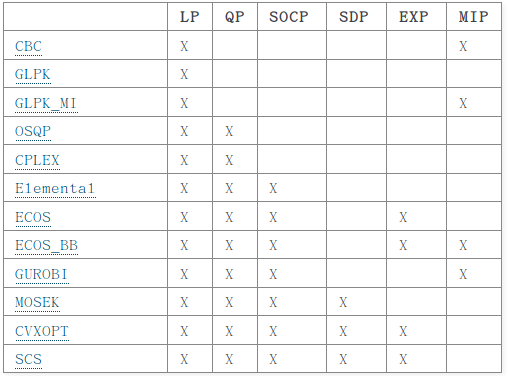 LP QP SOCP SDP EXP MIP
CBC X X
GLPK X
GLPK_MI X X
OSQP X X
CPLEX X X
Elemental X X X
ECOS X X X X
ECOS_BB X X X X X
GUROBI X X X X
MOSEK X X X X
CVXOPT X X X X X
SCS X X X X X